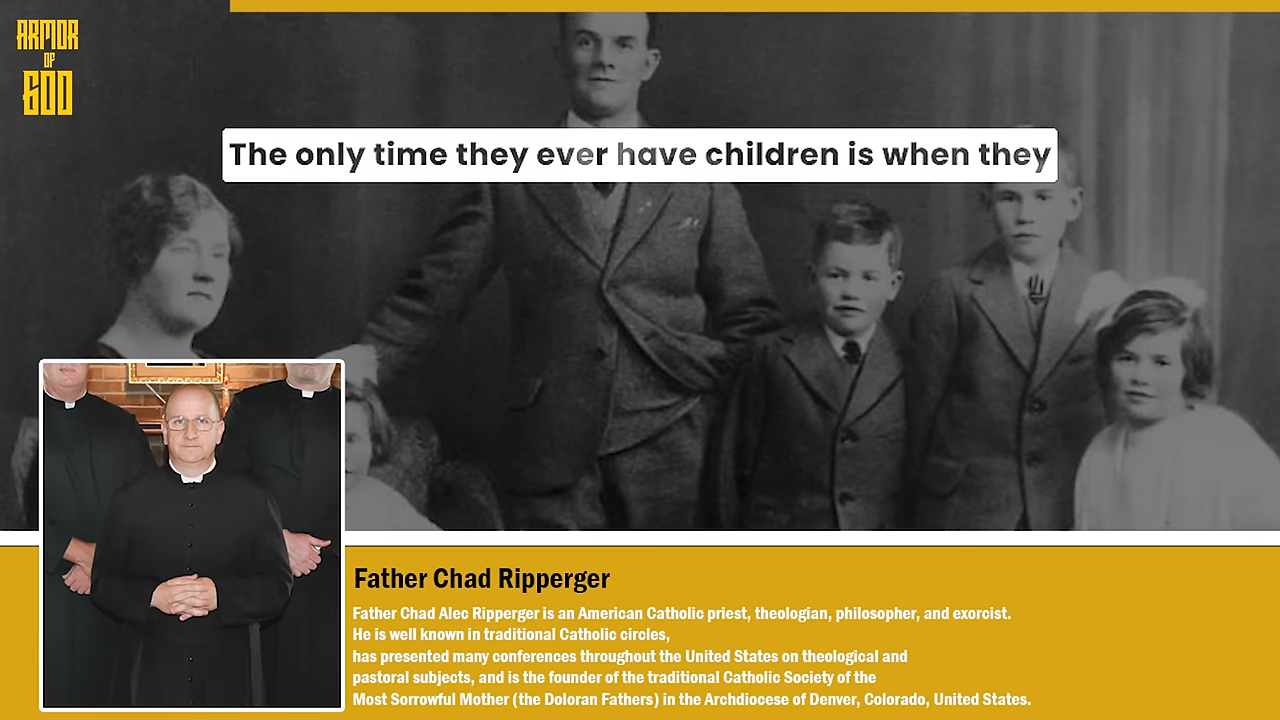 ARMOR
OF
GOD
The only time they ever have children is when they
Father Chad Ripperger
Father Chad Alec Ripperger is an American Catholic priest, theologian, philosopher, and exorcist.
He is well known in traditional Catholic circles,
has presented many conferences throughout the United States on theological and
pastoral subjects, and is the founder of the traditional Catholic Society of the
Most Sorrowful Mother (the Doloran Fathers) in the Archdiocese of Denver, Colorado, United States.